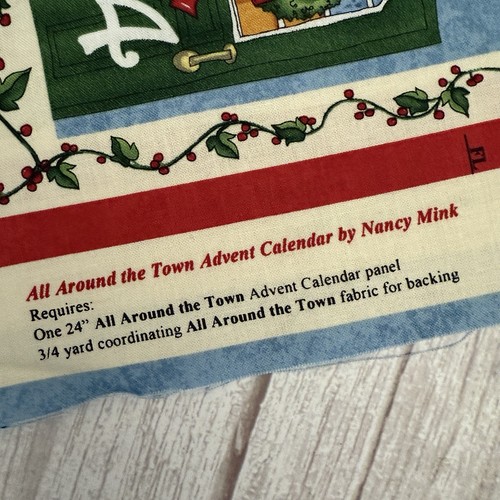 4
All Around the Town Advent Calendar by Nancy Mink
Requires:
One 24" All Around the Town Advent Calendar panel
3/4 yard coordinating All Around the Town fabric for backing